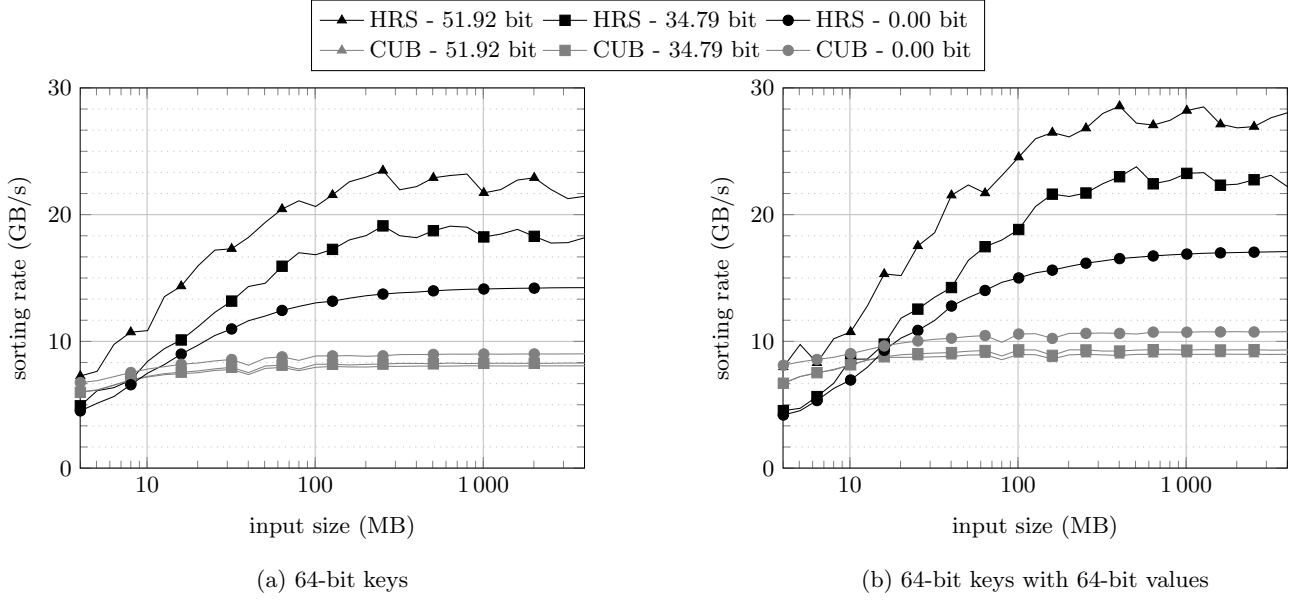 HRS - 51.92 bit HRS - 34.79 bit HRS - 0.00 bit
CUB - 51.92 bit CUB - 34.79 bit CUB - 0.00 bit
30
20
10
0
sorting rate (GB/s)
10 100 1 000
input size (MB)
(a) 64-bit keys
30
20
10
0
sorting rate (GB/s)
10 100 1 000
input size (MB)
(b) 64-bit keys with 64-bit values